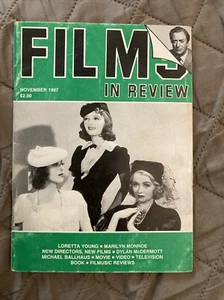 FILMS
IN REVIEW
NOVEMBER 1987
$2.50
LORETTA YOUNG • MARILYN MONROE
NEW DIRECTORS, NEW FILMS • DYLAN McDERMOTT
MICHAEL BALLHAUS • MOVIE • VIDEO • TELEVISION
BOOK • FILMUSIC REVIEWS